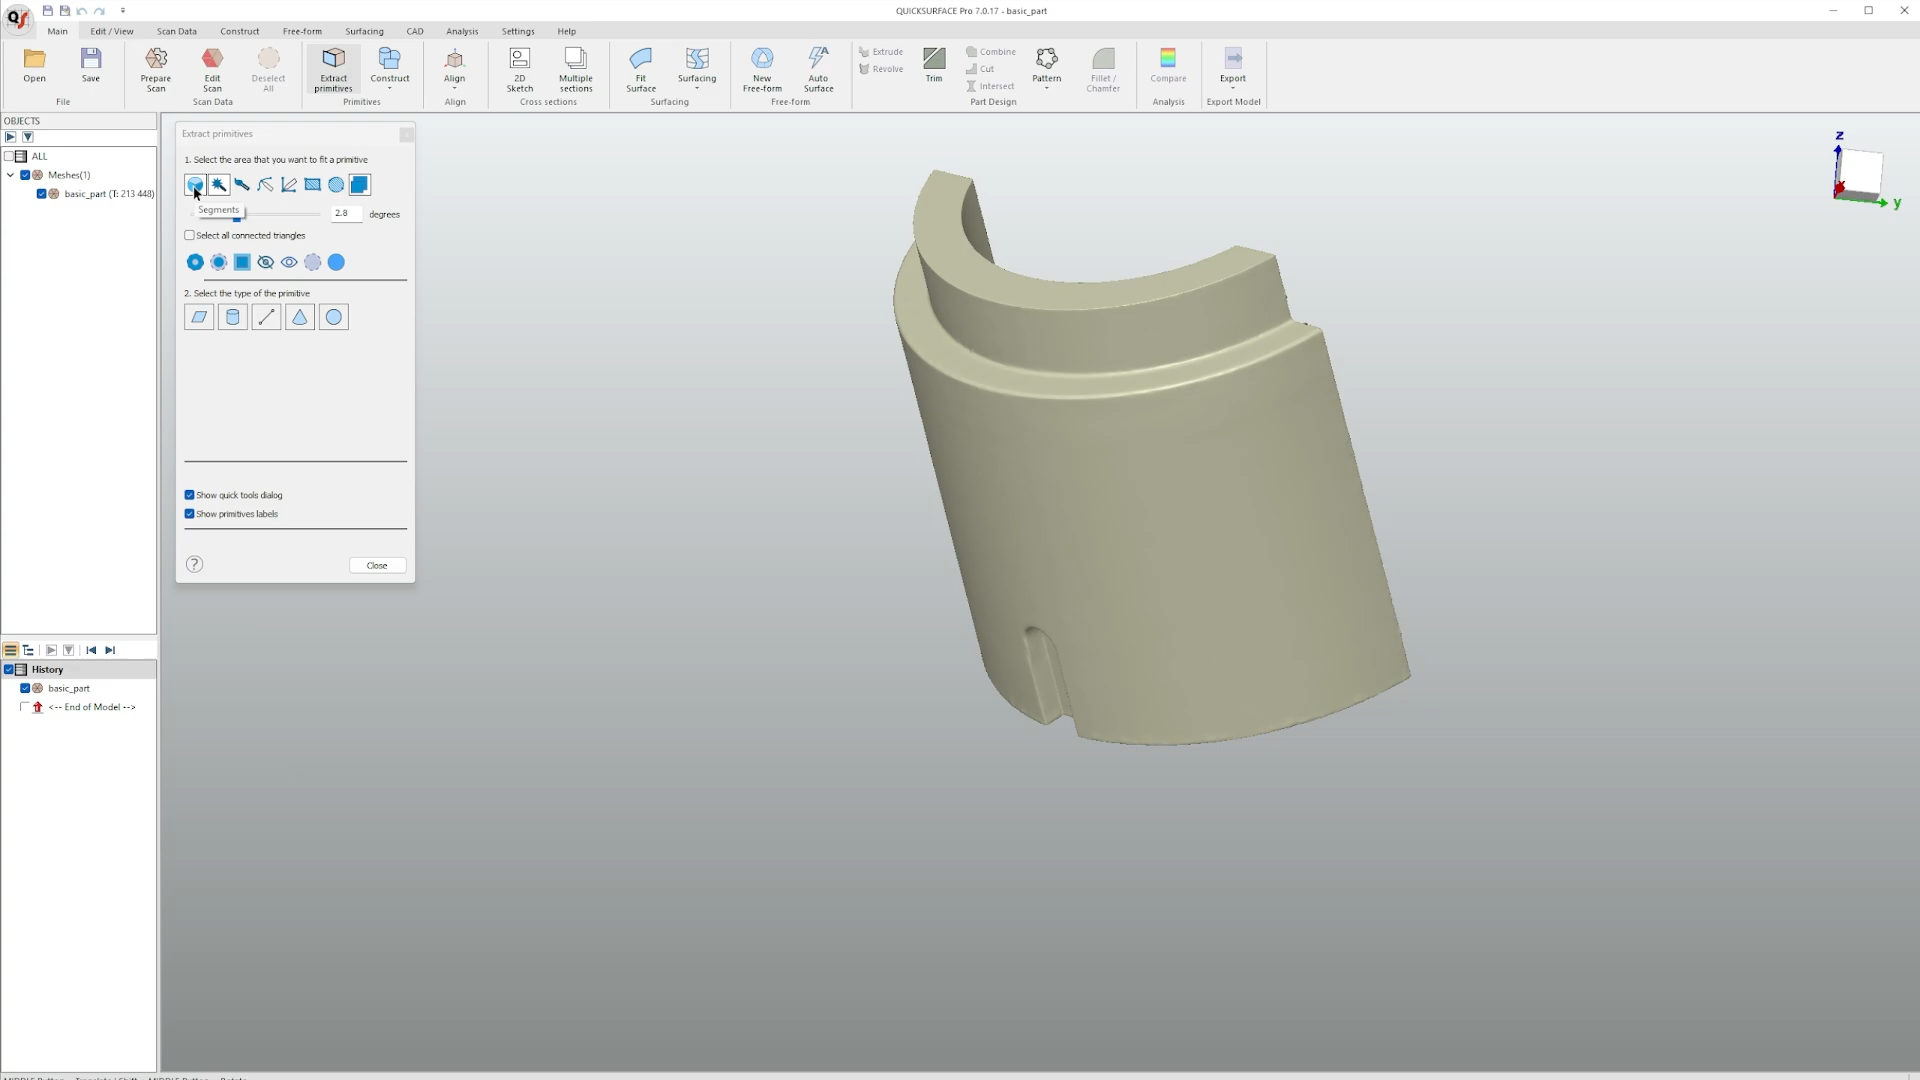 QUICKSURFACE Pro 7.0.17 - basic_part
Main Edit / View Scan Data Construct Free-form Surfacing CAD Analysis Settings Help
Open
Save
File
Prepare Scan
Edit Scan
Deselect All
Scan Data
Extract primitives
Construct
Primitives
Align
Align
2D Sketch
Multiple sections
Cross sections
Fit Surface
Surfacing
Surfacing
New Free-form
Auto Surface
Free-form
Extrude
Revolve
Trim
Combine
Cut
Intersect
Pattern
Fillet / Chamfer
Part Design
Compare
Analysis
Export
Export Model
OBJECTS
ALL
Meshes(1)
basic_part (T: 213 448)
Extract primitives
1. Select the area that you want to fit a primitive
Segments
2.8 degrees
Select all connected triangles
2. Select the type of the primitive
Show quick tools dialog
Show primitives labels
? Close
z
x
y
History
basic_part
<-- End of Model -->